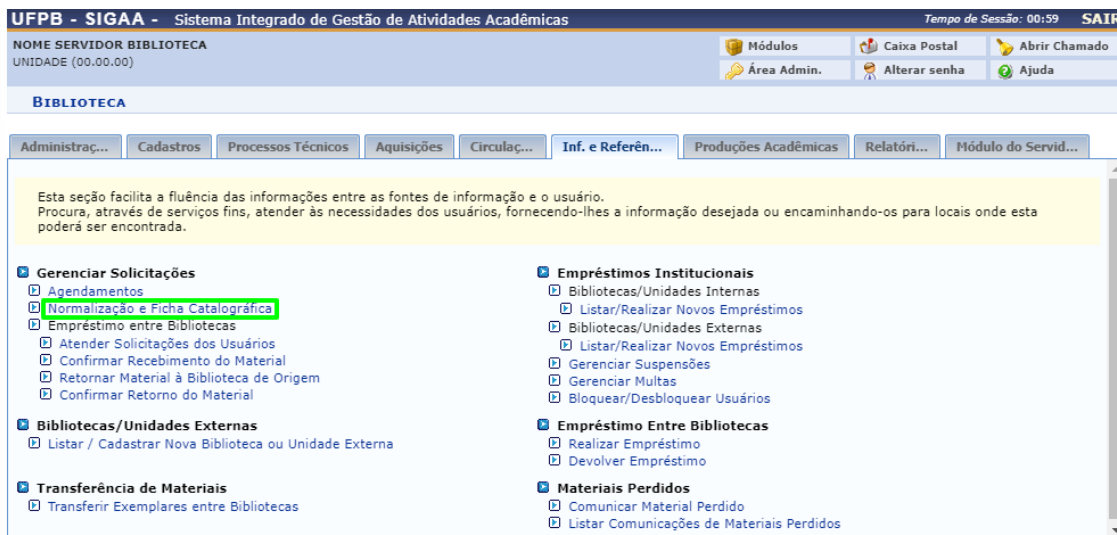 UFPB - SIGAA - Sistema Integrado de Gestão de Atividades Acadêmicas
Tempo de Sessão: 00:59 SAIR
NOME SERVIDOR BIBLIOTECA
UNIDADE (00.00.00)
Módulos Caixa Postal Abrir Chamado
Área Admin. Alterar senha Ajuda
BIBLIOTECA
Administraç... Cadastros Processos Técnicos Aquisições Circulaç... Inf. e Referên... Produções Acadêmicas Relatóri... Módulo do Servid...
Esta seção facilita a fluência das informações entre as fontes de informação e o usuário.
Procura, através de serviços fins, atender às necessidades dos usuários, fornecendo-lhes a informação desejada ou encaminhando-os para locais onde esta
poderá ser encontrada.
Gerenciar Solicitações
Agendamentos
Normalização e Ficha Catalográfica
Empréstimo entre Bibliotecas
Atender Solicitações dos Usuários
Confirmar Recebimento do Material
Retornar Material à Biblioteca de Origem
Confirmar Retorno do Material
Bibliotecas/Unidades Externas
Listar / Cadastrar Nova Biblioteca ou Unidade Externa
Transferência de Materiais
Transferir Exemplares entre Bibliotecas
Empréstimos Institucionais
Bibliotecas/Unidades Internas
Listar/Realizar Novos Empréstimos
Bibliotecas/Unidades Externas
Listar/Realizar Novos Empréstimos
Gerenciar Suspensões
Gerenciar Multas
Bloquear/Desbloquear Usuários
Empréstimo Entre Bibliotecas
Realizar Empréstimo
Devolver Empréstimo
Materiais Perdidos
Comunicar Material Perdido
Listar Comunicações de Materiais Perdidos